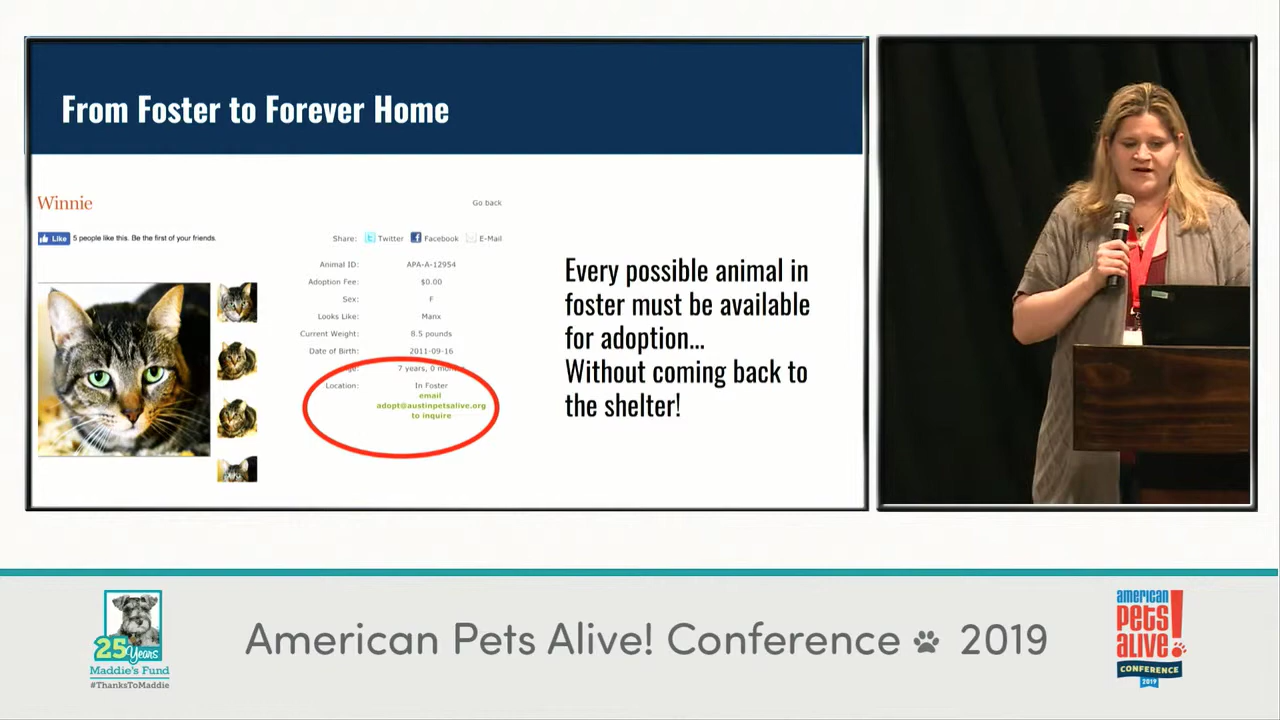 From Foster to Forever Home
Winnie
Go back
Like 5 people like this. Be the first of your friends.
Share: Twitter Facebook E-Mail
Animal ID: APA-A-12954
Adoption Fee: $0.00
Sex: F
Looks Like: Manx
Current Weight: 8.5 pounds
Date of Birth: 2011-09-16
7 years, 0
Location: In Foster
email
adopt@austinpetsalive.org
to inquire
Every possible animal in
foster must be available
for adoption...
Without coming back to
the shelter!
25 Years
Maddie's Fund
#ThanksToMaddie
American Pets Alive! Conference 2019
american
pets
alive!
CONFERENCE
2019